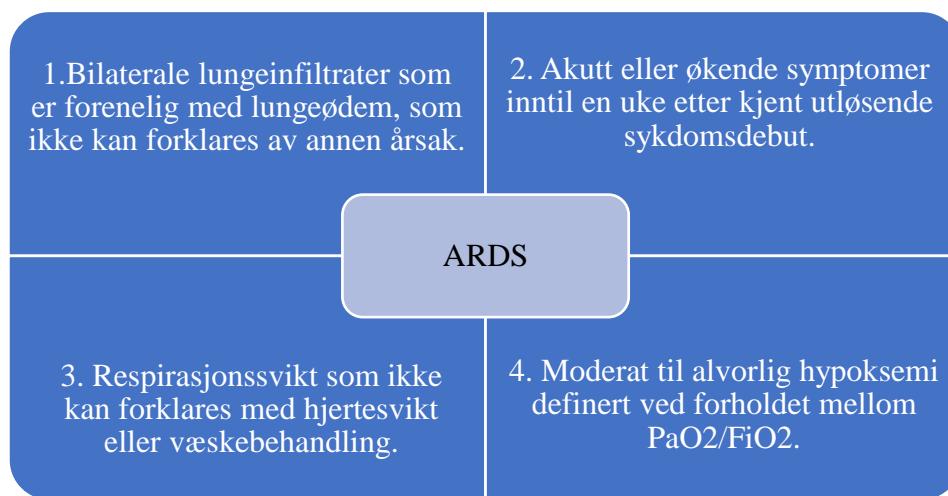 1.Bilaterale lungeinfiltrater som
er forenelig med lungeødem, som
ikke kan forklares av annen årsak.
2. Akutt eller økende symptomer
inntil en uke etter kjent utløsende
sykdomsdebut.
ARDS
3. Respirasjonssvikt som ikke
kan forklares med hjertesvikt
eller væskebehandling.
4. Moderat til alvorlig hypoksemi
definert ved forholdet mellom
PaO2/FiO2.